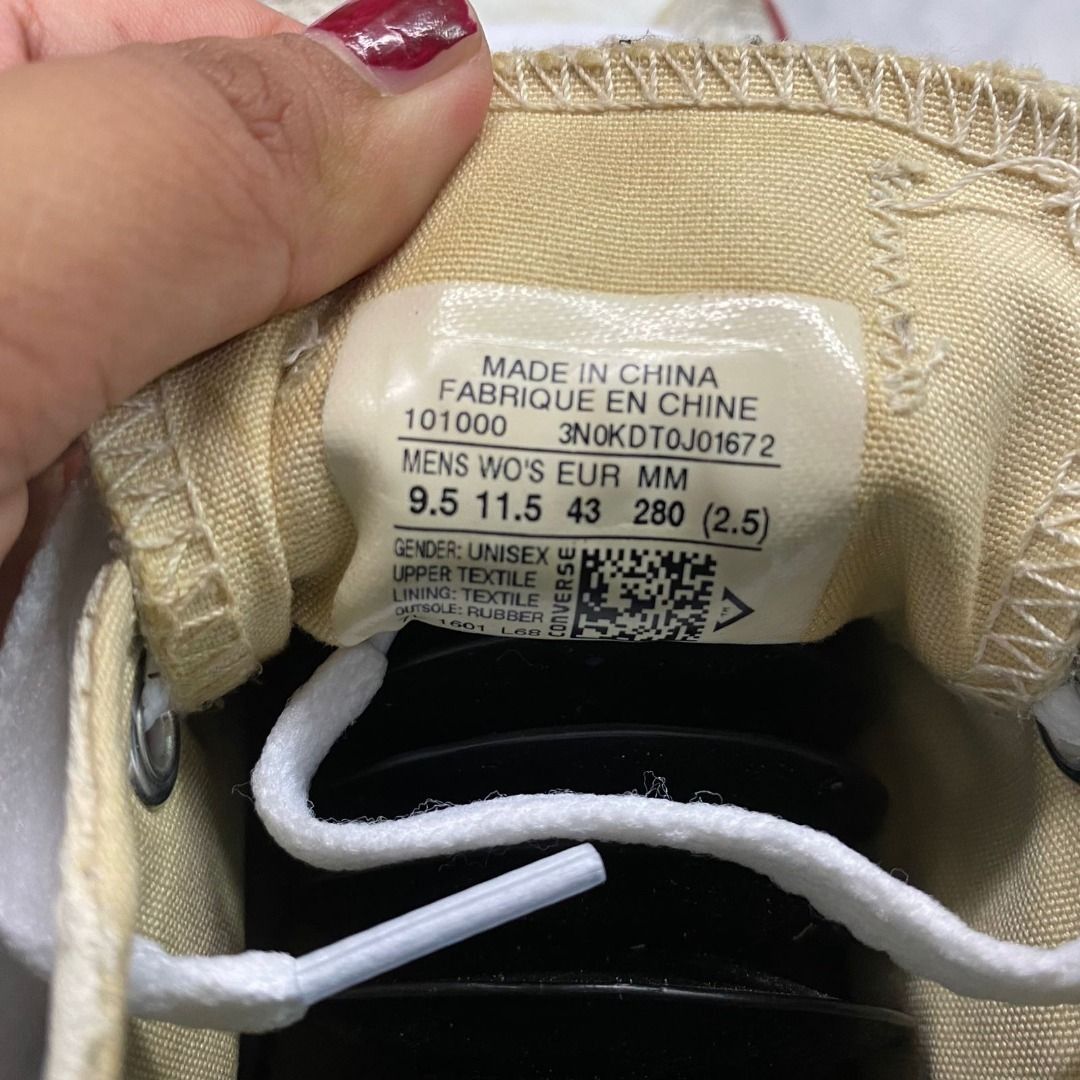 MADE IN CHINA
FABRIQUE EN CHINE
101000 3N0KDT0J01672
MENS WO'S EUR MM
9.5 11.5 43 280 (2.5)
GENDER: UNISEX
UPPER TEXTILE
LINING: TEXTILE
OUTSOLE: RUBBER
1601 L68
CONVERSE
TM